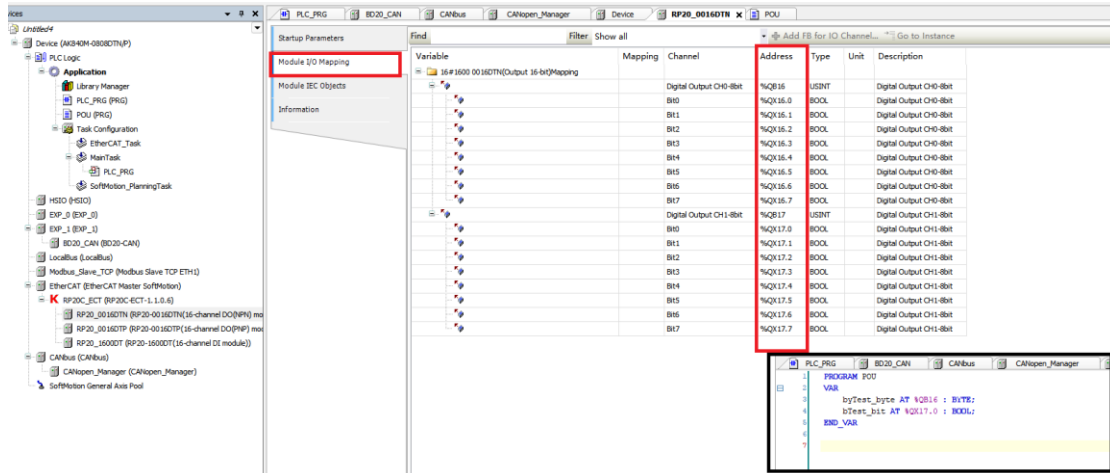 vices
Untitled4
Device (AK840M-0808DTN/P)
PLC Logic
Application
Library Manager
PLC_PRG (PRG)
POU (PRG)
Task Configuration
EtherCAT_Task
MainTask
PLC_PRG
SoftMotion_PlanningTask
HSIO (HSIO)
EXP_0 (EXP_0)
EXP_1 (EXP_1)
BD20_CAN (BD20-CAN)
LocalBus (LocalBus)
Modbus_Slave_TCP (Modbus Slave TCP ETH1)
EtherCAT (EtherCAT Master SoftMotion)
K RP20C_ECT (RP20C-ECT-1.1.0.6)
RP20_0016DTN (RP20-0016DTN(16-channel DO(NPN) mo
RP20_0016DTP (RP20-0016DTP(16-channel DO(PNP) mod
RP20_1600DT (RP20-1600DT(16-channel DI module))
CANbus (CANbus)
CANopen_Manager (CANopen_Manager)
SoftMotion General Axis Pool
PLC_PRG BD20_CAN CANbus CANopen_Manager Device RP20_0016DTN POU
Startup Parameters
Module I/O Mapping
Module IEC Objects
Information
Find Filter Show all Add FB for IO Channel... Go to Instance
Variable Mapping Channel Address Type Unit Description
16#1600 0016DTN(Output 16-bit)Mapping
Digital Output CH0-8bit %QB16 USINT Digital Output CH0-8bit
Bit0 %QX16.0 BOOL Digital Output CH0-8bit
Bit1 %QX16.1 BOOL Digital Output CH0-8bit
Bit2 %QX16.2 BOOL Digital Output CH0-8bit
Bit3 %QX16.3 BOOL Digital Output CH0-8bit
Bit4 %QX16.4 BOOL Digital Output CH0-8bit
Bit5 %QX16.5 BOOL Digital Output CH0-8bit
Bit6 %QX16.6 BOOL Digital Output CH0-8bit
Bit7 %QX16.7 BOOL Digital Output CH0-8bit
Digital Output CH1-8bit %QB17 USINT Digital Output CH1-8bit
Bit0 %QX17.0 BOOL Digital Output CH1-8bit
Bit1 %QX17.1 BOOL Digital Output CH1-8bit
Bit2 %QX17.2 BOOL Digital Output CH1-8bit
Bit3 %QX17.3 BOOL Digital Output CH1-8bit
Bit4 %QX17.4 BOOL Digital Output CH1-8bit
Bit5 %QX17.5 BOOL Digital Output CH1-8bit
Bit6 %QX17.6 BOOL Digital Output CH1-8bit
Bit7 %QX17.7 BOOL Digital Output CH1-8bit
PLC_PRG BD20_CAN CANbus CANopen_Manager
1 PROGRAM POU
2 VAR
3 byTest_byte AT %QB16 : BYTE;
4 bTest_bit AT %QX17.0 : BOOL;
5 END_VAR
6
7